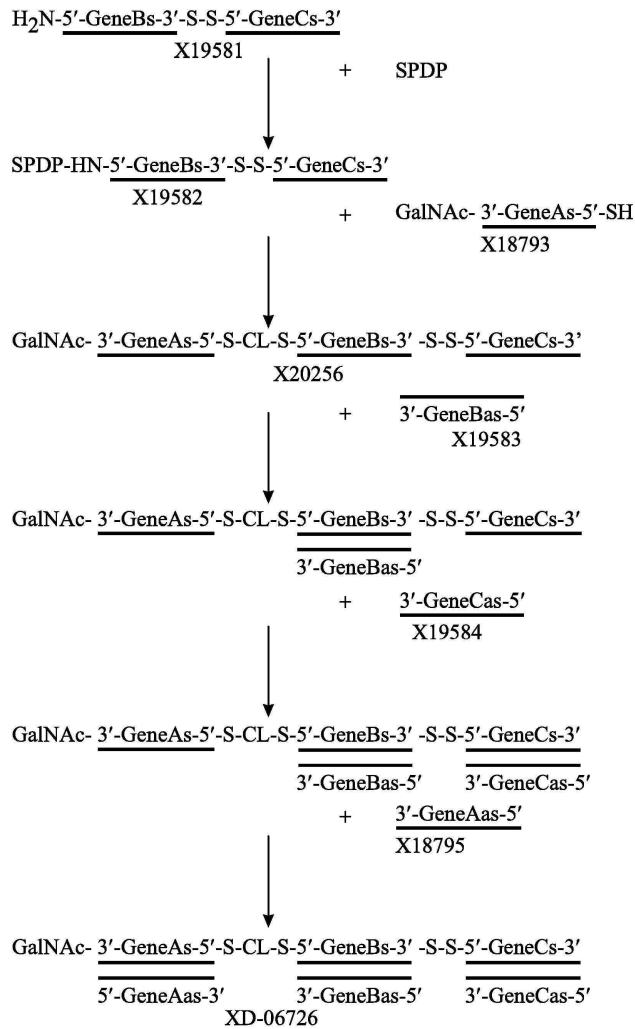 H₂N-5′-GeneBs-3′-S-S-5′-GeneCs-3′
X19581
+ SPDP
SPDP-HN-5′-GeneBs-3′-S-S-5′-GeneCs-3′
X19582
+ GalNAc- 3′-GeneAs-5′-SH
X18793
GalNAc- 3′-GeneAs-5′-S-CL-S-5′-GeneBs-3′ -S-S-5′-GeneCs-3’
X20256
+ 3′-GeneBas-5′
X19583
GalNAc- 3′-GeneAs-5′-S-CL-S-5′-GeneBs-3′ -S-S-5′-GeneCs-3′
3′-GeneBas-5′
+ 3′-GeneCas-5′
X19584
GalNAc- 3′-GeneAs-5′-S-CL-S-5′-GeneBs-3′ -S-S-5′-GeneCs-3′
3′-GeneBas-5′ 3′-GeneCas-5′
+ 3′-GeneAas-5′
X18795
GalNAc- 3′-GeneAs-5′-S-CL-S-5′-GeneBs-3′ -S-S-5′-GeneCs-3′
5′-GeneAas-3′ 3′-GeneBas-5′ 3′-GeneCas-5′
XD-06726